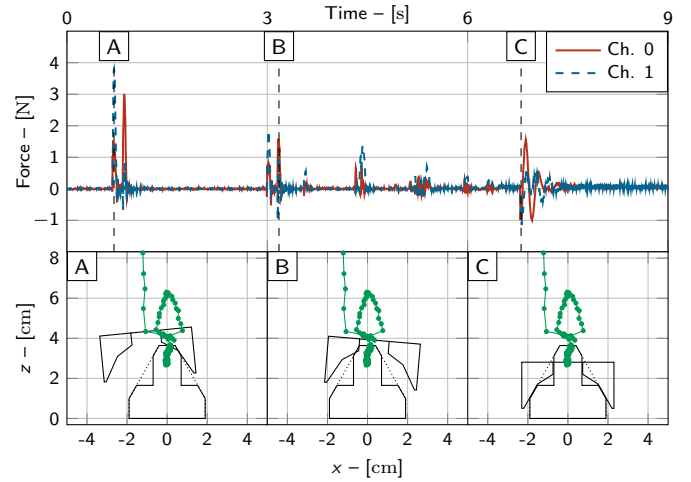 Time – [s]
0 3 6 9
A B C
Ch. 0
Ch. 1
Force – [N]
5
4
3
2
1
0
−1
A B C
z – [cm]
8
6
4
2
0
-4 -2 0 2 4 -4 -2 0 2 4 -4 -2 0 2 4
x – [cm]